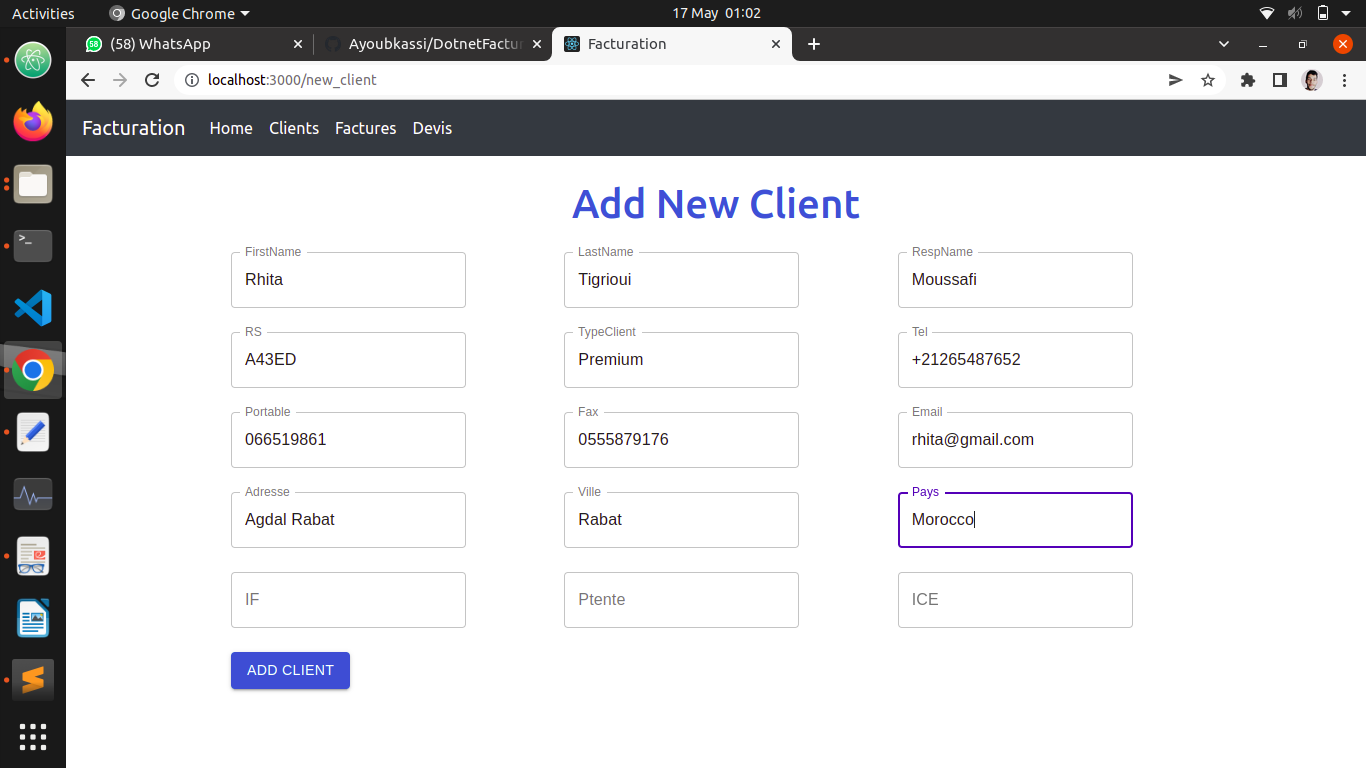 Activities Google Chrome 17 May 01:02
58 (58) WhatsApp Ayoubkassi/DotnetFactur Facturation
localhost:3000/new_client
Facturation Home Clients Factures Devis
Add New Client
FirstName LastName RespName
Rhita Tigrioui Moussafi
RS TypeClient Tel
A43ED Premium +21265487652
Portable Fax Email
066519861 0555879176 rhita@gmail.com
Adresse Ville Pays
Agdal Rabat Rabat Morocco
IF Ptente ICE
ADD CLIENT